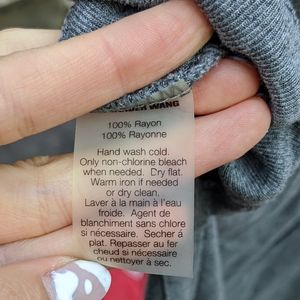 WANG
100% Rayon
100% Rayonne
Hand wash cold.
Only non-chlorine bleach
when needed. Dry flat.
Warm iron if needed
or dry clean.
Laver à la main à l'eau
froide. Agent de
blanchiment sans chlore
si nécessaire. Secher á
plat. Repasser au fer
chaud si nécessaire
ou nettoyer à sec.